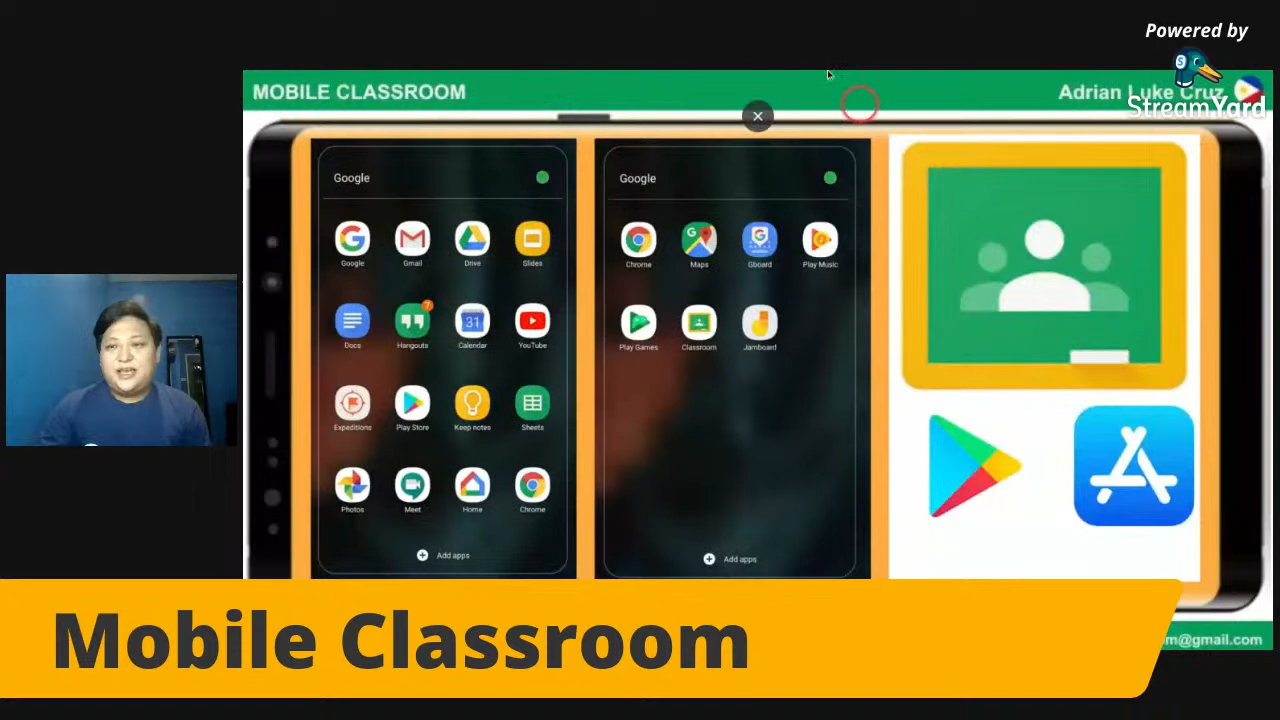 Powered by
StreamYard
MOBILE CLASSROOM
Adrian Luke Cruz
Google
Google
Google Gmail Drive Slides
Chrome Maps Gboard Play Music
7
31
Docs Hangouts Calendar YouTube
Play Games Classroom Jamboard
Expeditions Play Store Keep notes Sheets
Photos Meet Home Chrome
Add apps
Add apps
Mobile Classroom
m@gmail.com